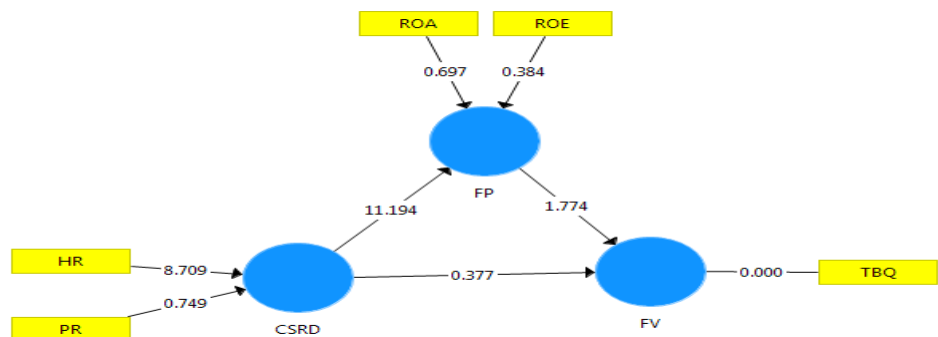 ROA
ROE
0.697
0.384
FP
11.194
1.774
HR
8.709
0.377
0.000
TBQ
0.749
PR
CSRD
FV